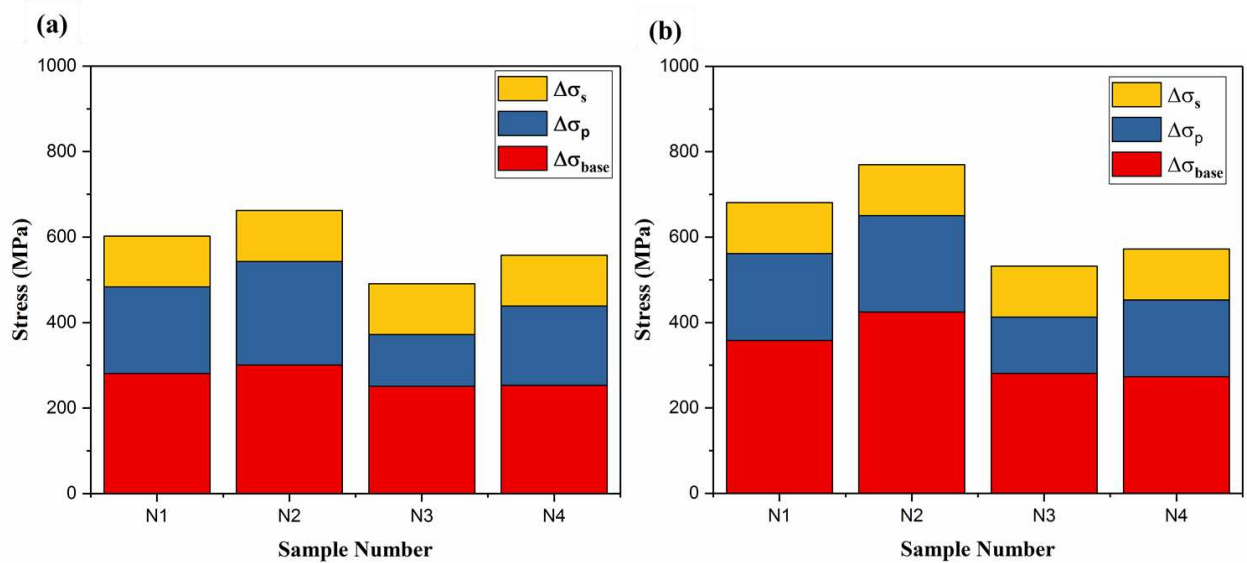 (a)
1000
800
600
400
200
0
Stress (MPa)
Δσs
Δσp
Δσbase
N1 N2 N3 N4
Sample Number
(b)
1000
800
600
400
200
0
Stress (MPa)
Δσs
Δσp
Δσbase
N1 N2 N3 N4
Sample Number